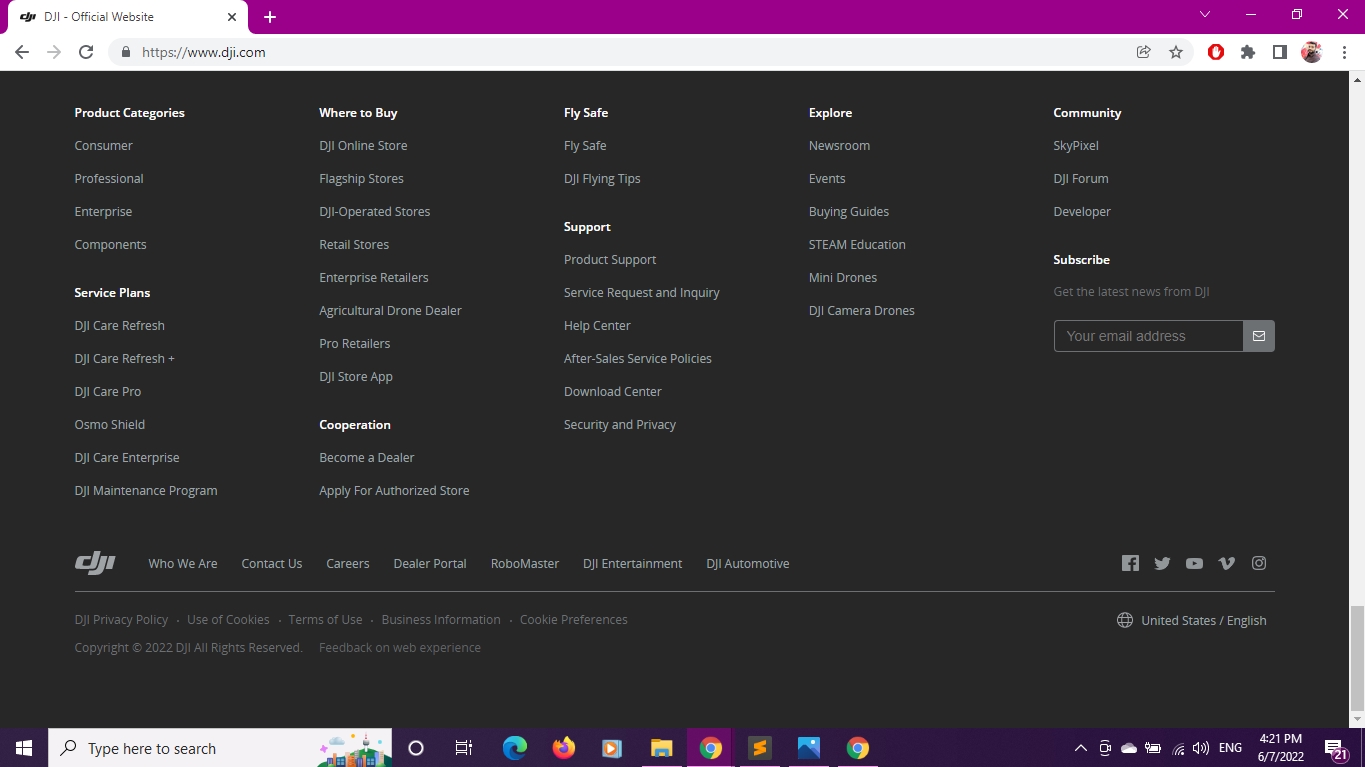 DJI - Official Website
https://www.dji.com
Product Categories
Consumer
Professional
Enterprise
Components
Service Plans
DJI Care Refresh
DJI Care Refresh +
DJI Care Pro
Osmo Shield
DJI Care Enterprise
DJI Maintenance Program
Where to Buy
DJI Online Store
Flagship Stores
DJI-Operated Stores
Retail Stores
Enterprise Retailers
Agricultural Drone Dealer
Pro Retailers
DJI Store App
Cooperation
Become a Dealer
Apply For Authorized Store
Fly Safe
Fly Safe
DJI Flying Tips
Support
Product Support
Service Request and Inquiry
Help Center
After-Sales Service Policies
Download Center
Security and Privacy
Explore
Newsroom
Events
Buying Guides
STEAM Education
Mini Drones
DJI Camera Drones
Community
SkyPixel
DJI Forum
Developer
Subscribe
Get the latest news from DJI
Your email address
dji Who We Are Contact Us Careers Dealer Portal RoboMaster DJI Entertainment DJI Automotive
DJI Privacy Policy · Use of Cookies · Terms of Use · Business Information · Cookie Preferences
United States / English
Copyright © 2022 DJI All Rights Reserved. Feedback on web experience
Type here to search
ENG
4:21 PM
6/7/2022
21